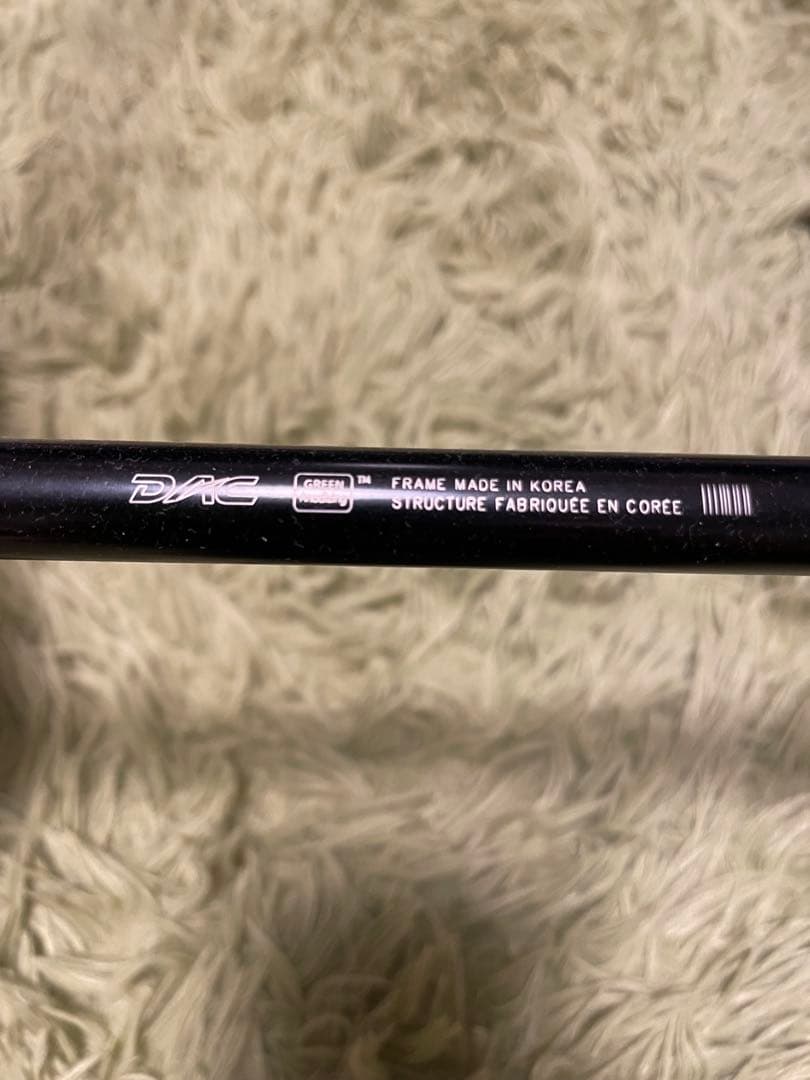 DAC GREEN ™ FRAME MADE IN KOREA
STRUCTURE FABRIQUÉE EN CORÉE